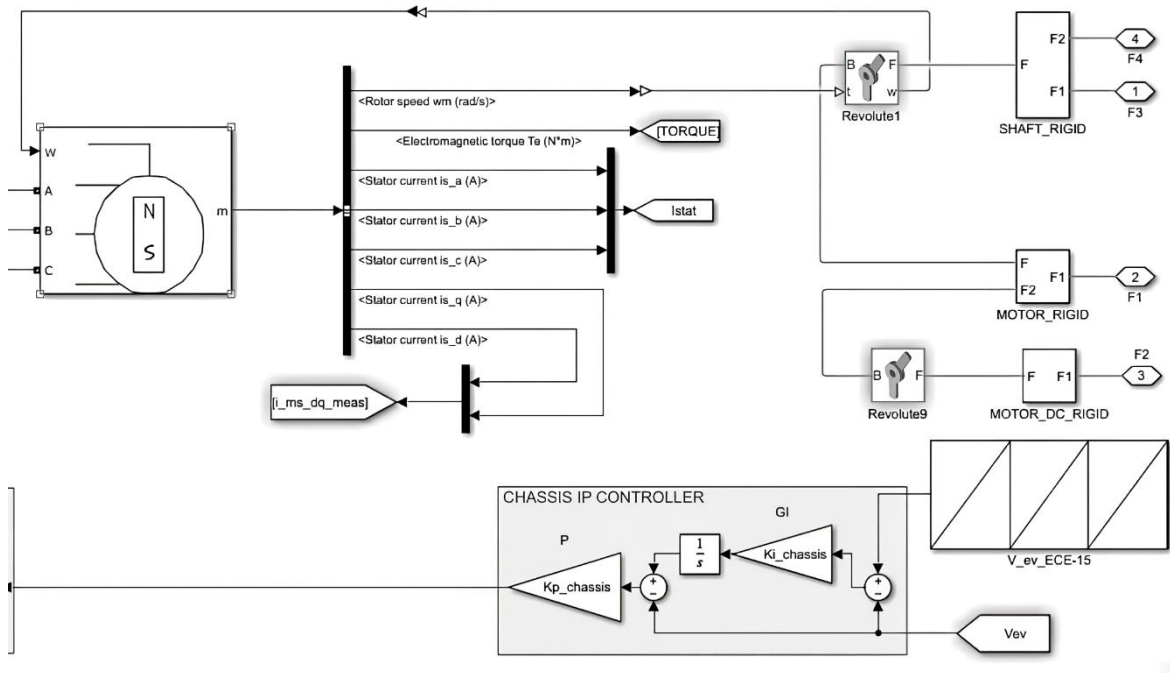 F2
4
F4
F
F1
1
F3
SHAFT_RIGID
B
F
t
w
Revolute1
<Rotor speed wm (rad/s)>
<Electromagnetic torque Te (N*m)>
[TORQUE]
w
A
B
C
N
S
m
<Stator current is_a (A)>
<Stator current is_b (A)>
Istat
<Stator current is_c (A)>
<Stator current is_q (A)>
<Stator current is_d (A)>
[i_ms_dq_meas]
F
F2
F1
2
F1
MOTOR_RIGID
B
F
Revolute9
F
F1
F2
3
MOTOR_DC_RIGID
CHASSIS IP CONTROLLER
GI
P
Kp_chassis
+
−
1
s
Ki_chassis
+
−
V_ev_ECE-15
Vev